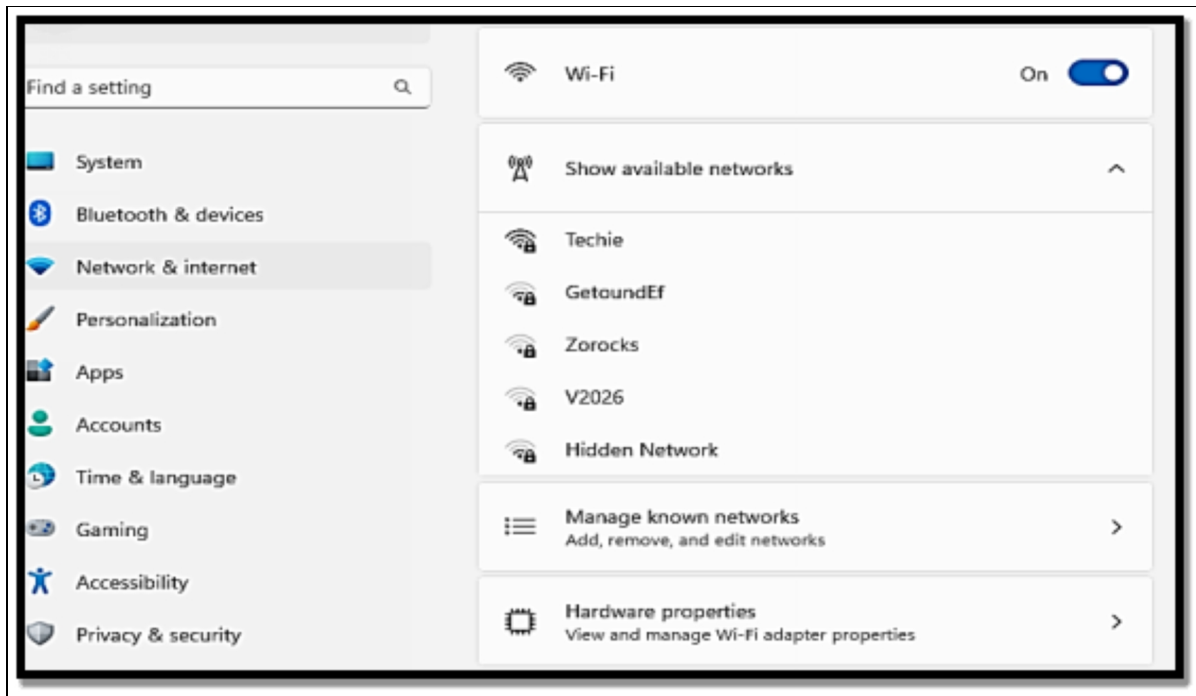 Find a setting
System
Bluetooth & devices
Network & internet
Personalization
Apps
Accounts
Time & language
Gaming
Accessibility
Privacy & security
Wi-Fi On
Show available networks
Techie
GetoundEf
Zorocks
V2026
Hidden Network
Manage known networks
Add, remove, and edit networks
Hardware properties
View and manage Wi-Fi adapter properties